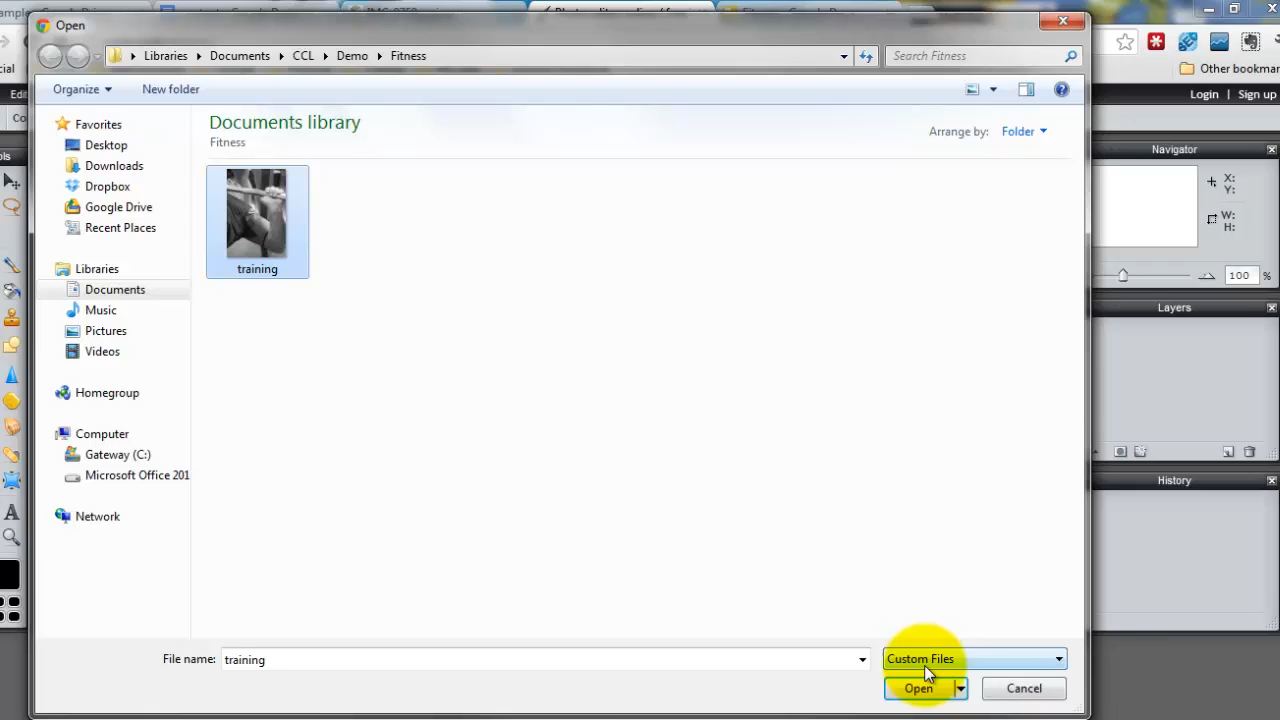 Open
Libraries Documents CCL Demo Fitness
Search Fitness
Other bookmar
Organize
New folder
Login | Sign up
Edi
Co
Documents library
Fitness
Arrange by: Folder
Favorites
Desktop
Downloads
Dropbox
Google Drive
Recent Places
Libraries
Documents
Music
Pictures
Videos
Homegroup
Computer
Gateway (C:)
Microsoft Office 201
Network
training
Navigator
X:
Y:
W:
H:
100 %
Layers
History
File name: training
Custom Files
Open
Cancel